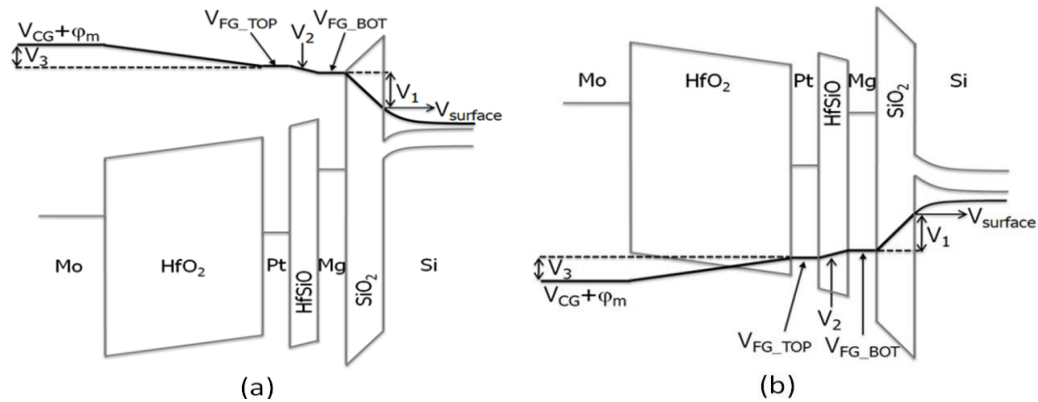 V_CG+φ_m
V_3
V_FG_TOP
V_2
V_FG_BOT
V_1
V_surface
Mo
HfO_2
Pt
HfSiO
Mg
SiO_2
Si
(a)
Mo
HfO_2
Pt
HfSiO
Mg
SiO_2
Si
V_surface
V_1
V_3
V_CG+φ_m
V_2
V_FG_TOP
V_FG_BOT
(b)